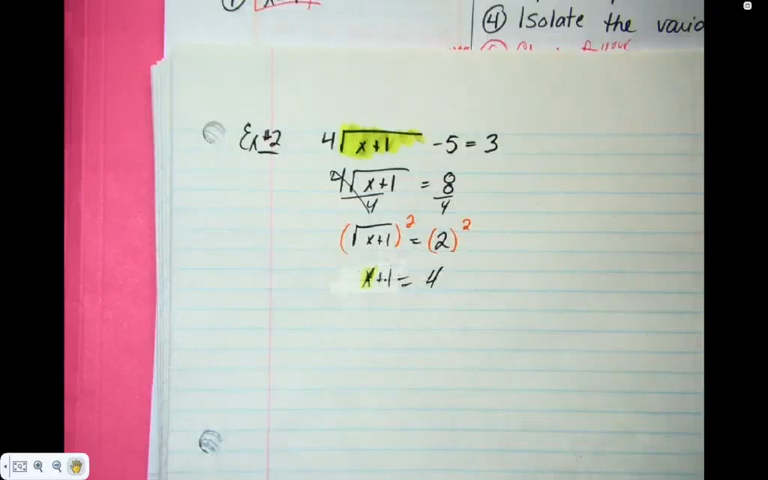 ④ Isolate the
Ex #2 4√x+1 - 5 = 3
4√x+1 = 8
4 4
(√x+1)² = (2)²
x+1 = 4